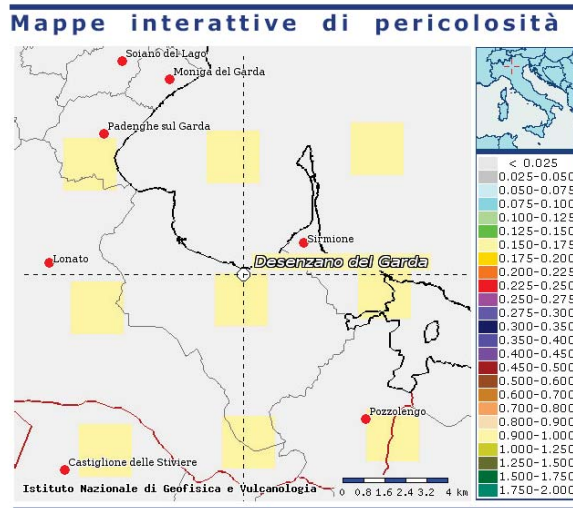 Mappe interattive di pericolosità
Soiano del Lago
Moniga del Garda
Padenghe sul Garda
Sirmione
Lonato
Desenzano del Garda
Pozzolengo
Castiglione delle Stiviere
Istituto Nazionale di Geofisica e Vulcanologia
0 0.8 1.6 2.4 3.2 4 km
< 0.025
0.025-0.050
0.050-0.075
0.075-0.100
0.100-0.125
0.125-0.150
0.150-0.175
0.175-0.200
0.200-0.225
0.225-0.250
0.250-0.275
0.275-0.300
0.300-0.350
0.350-0.400
0.400-0.450
0.450-0.500
0.500-0.600
0.600-0.700
0.700-0.800
0.800-0.900
0.900-1.000
1.000-1.250
1.250-1.500
1.500-1.750
1.750-2.000